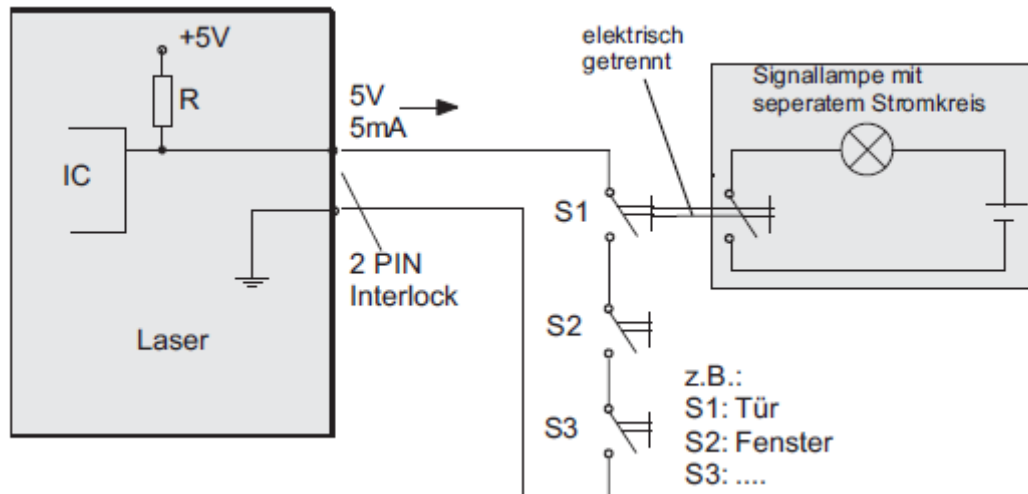 +5V
R
IC
Laser
5V
5mA
2 PIN
Interlock
elektrisch
getrennt
Signallampe mit
seperatem Stromkreis
S1
S2
S3
z.B.:
S1: Tür
S2: Fenster
S3: ....